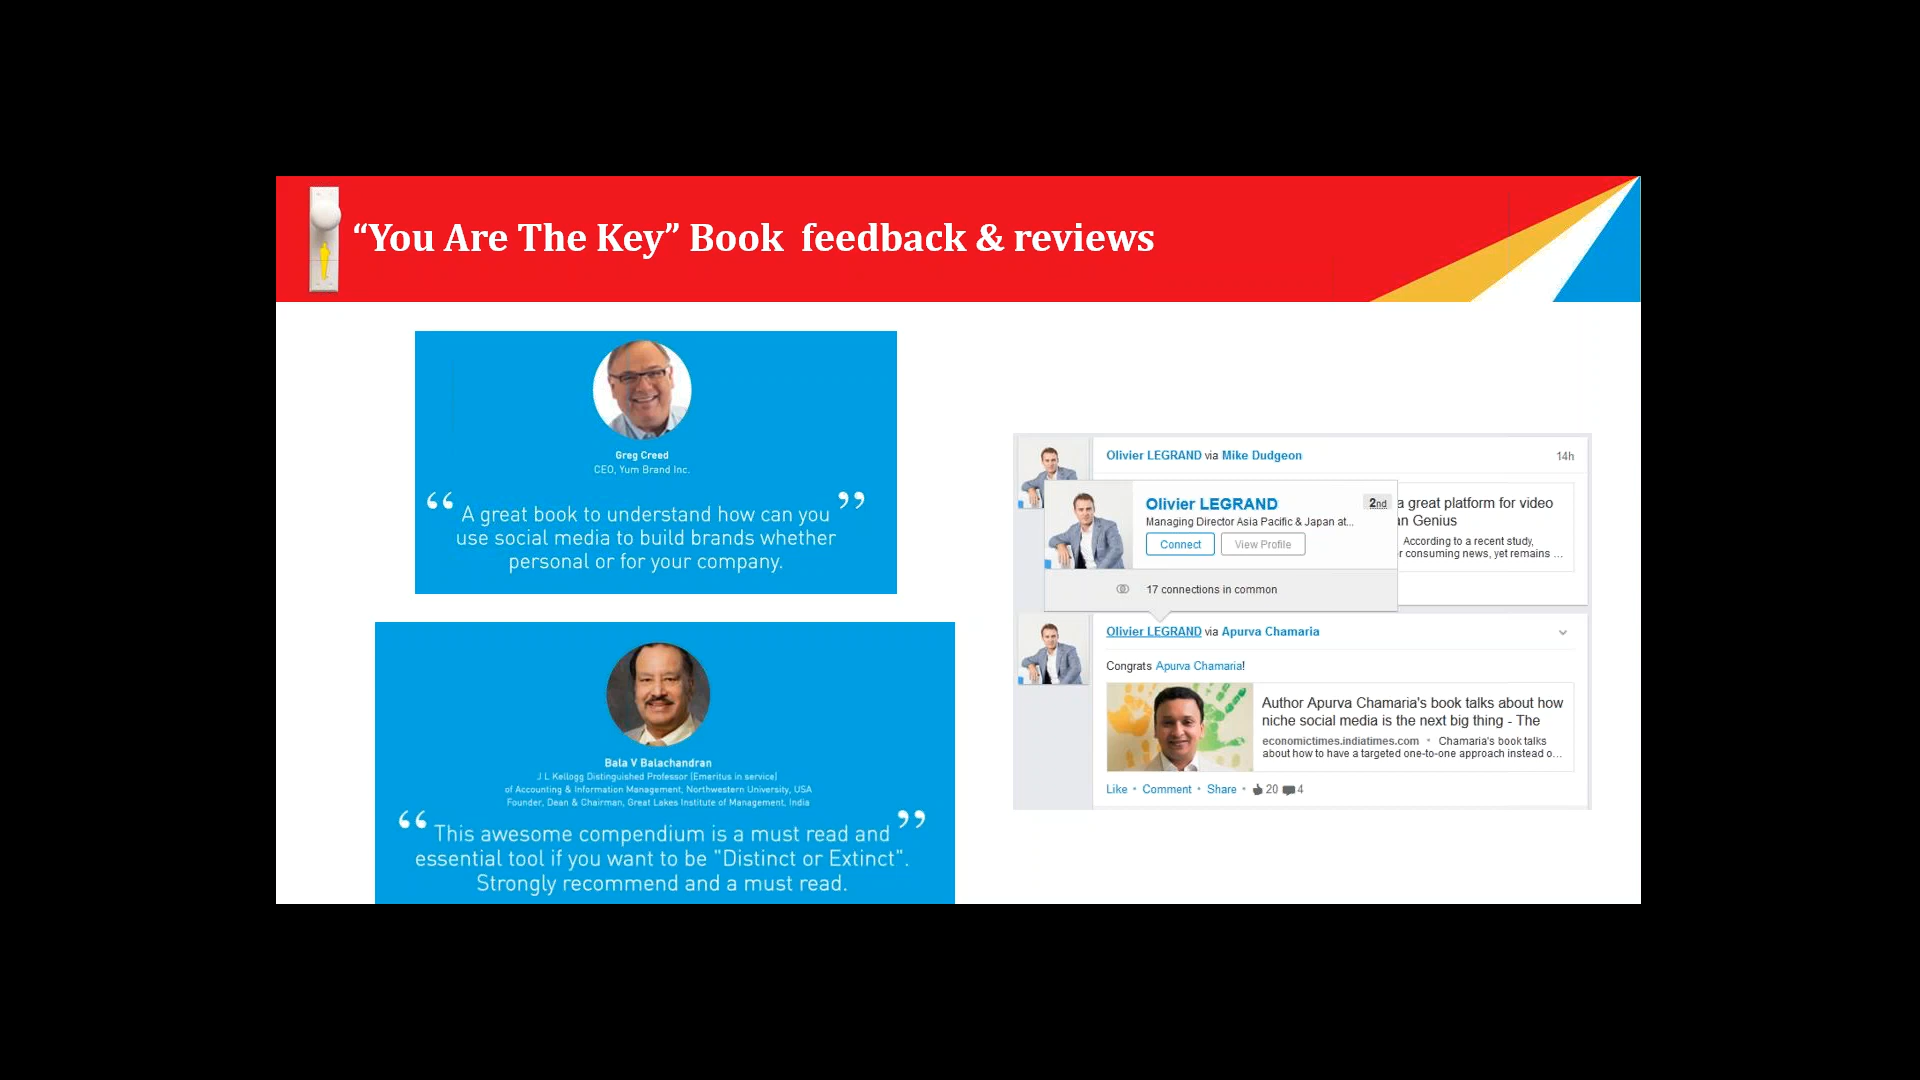 “You Are The Key” Book  feedback & reviews
Greg Creed
CEO, Yum Brand Inc.
“ A great book to understand how can you ”
use social media to build brands whether
personal or for your company.
Bala V Balachandran
J L Kellogg Distinguished Professor (Emeritus in service)
of Accounting & Information Management, Northwestern University, USA
Founder, Dean & Chairman, Great Lakes Institute of Management, India
“ This awesome compendium is a must read and ”
essential tool if you want to be "Distinct or Extinct".
Strongly recommend and a must read.
Olivier LEGRAND via Mike Dudgeon
14h
Olivier LEGRAND
2nd
Managing Director Asia Pacific & Japan at...
Connect
View Profile
17 connections in common
a great platform for video
n Genius
According to a recent study,
r consuming news, yet remains ...
Olivier LEGRAND via Apurva Chamaria
Congrats Apurva Chamaria!
Author Apurva Chamaria's book talks about how
niche social media is the next big thing - The
economictimes.indiatimes.com • Chamaria's book talks
about how to have a targeted one-to-one approach instead o...
Like • Comment • Share • 20 4